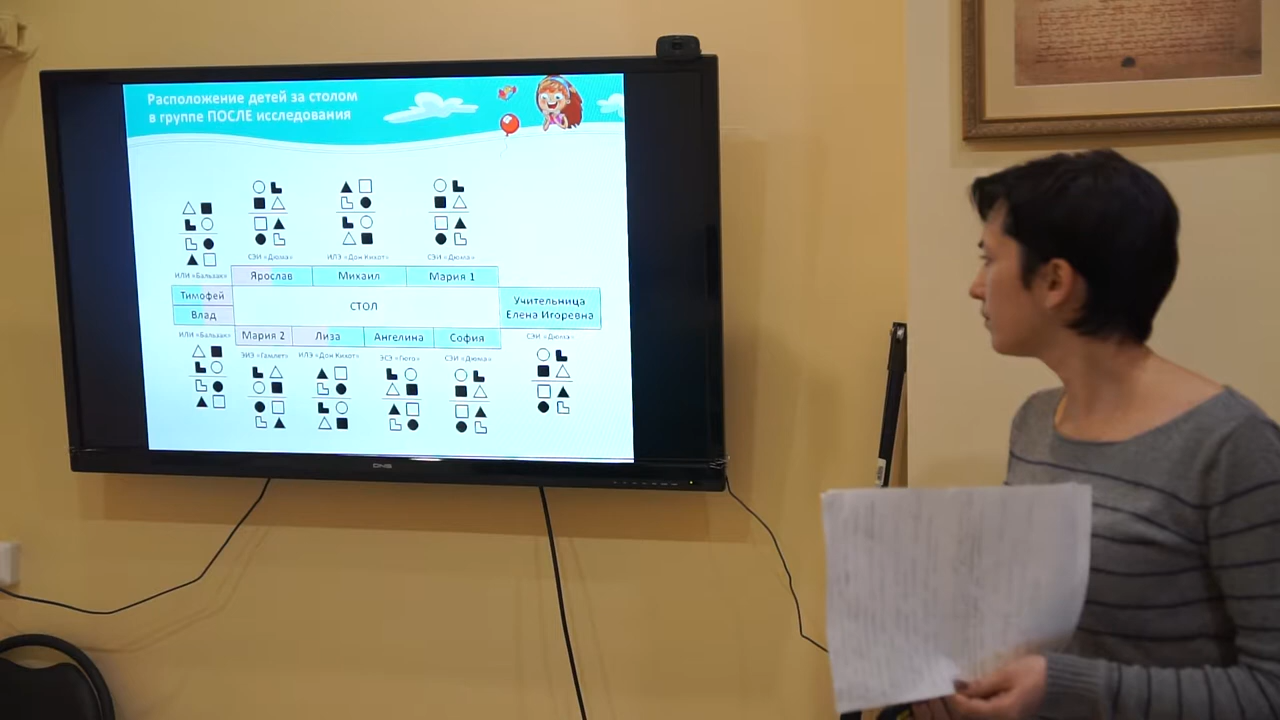 Расположение детей за столом
в группе ПОСЛЕ исследования
СЭИ «Дюма»
ИЛЭ «Дон Кихот»
СЭИ «Дюма»
ИЛИ «Бальзак»
Ярослав
Михаил
Мария 1
Тимофей
Влад
СТОЛ
Учительница
Елена Игоревна
ИЛИ «Бальзак»
Мария 2
Лиза
Ангелина
София
СЭИ «Дюма»
ЭИЭ «Гамлет»
ИЛЭ «Дон Кихот»
ЭСЭ «Гюго»
СЭИ «Дюма»
DNS